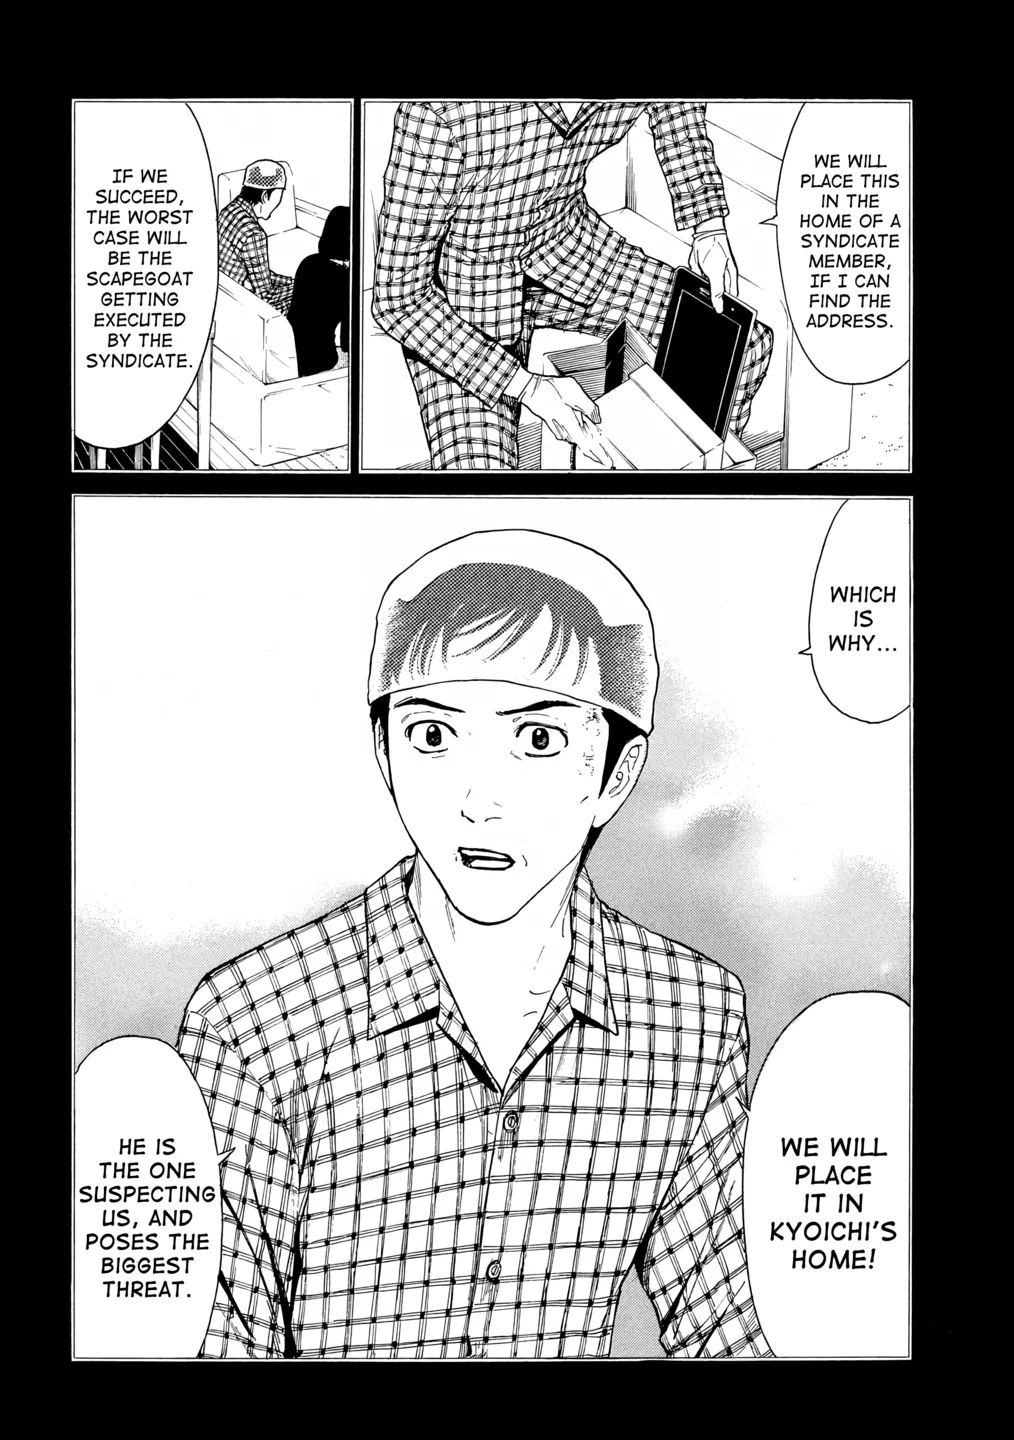 WE WILL
PLACE THIS
IN THE
HOME OF A
SYNDICATE
MEMBER,
IF I CAN
FIND THE
ADDRESS.
IF WE
SUCCEED,
THE WORST
CASE WILL
BE THE
SCAPEGOAT
GETTING
EXECUTED
BY THE
SYNDICATE.
WHICH
IS
WHY...
WE WILL
PLACE
IT IN
KYOICHI'S
HOME!
HE IS
THE ONE
SUSPECTING
US, AND
POSES THE
BIGGEST
THREAT.